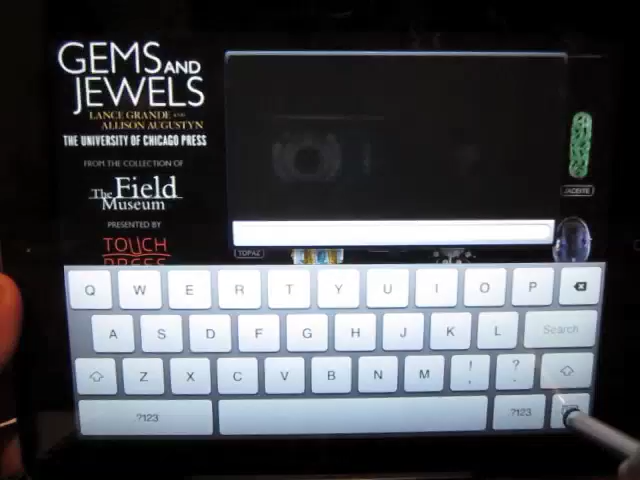 GEMS AND
JEWELS
LANCE GRANDE AND
ALLISON AUGUSTYN
THE UNIVERSITY OF CHICAGO PRESS
FROM THE COLLECTION OF
The Field
Museum
PRESENTED BY
TOUCH
PRESS
JADEITE
TOPAZ
Q W E R T Y U I O P
A S D F G H J K L Search
Z X C V B N M ! , ? .
.?123 .?123